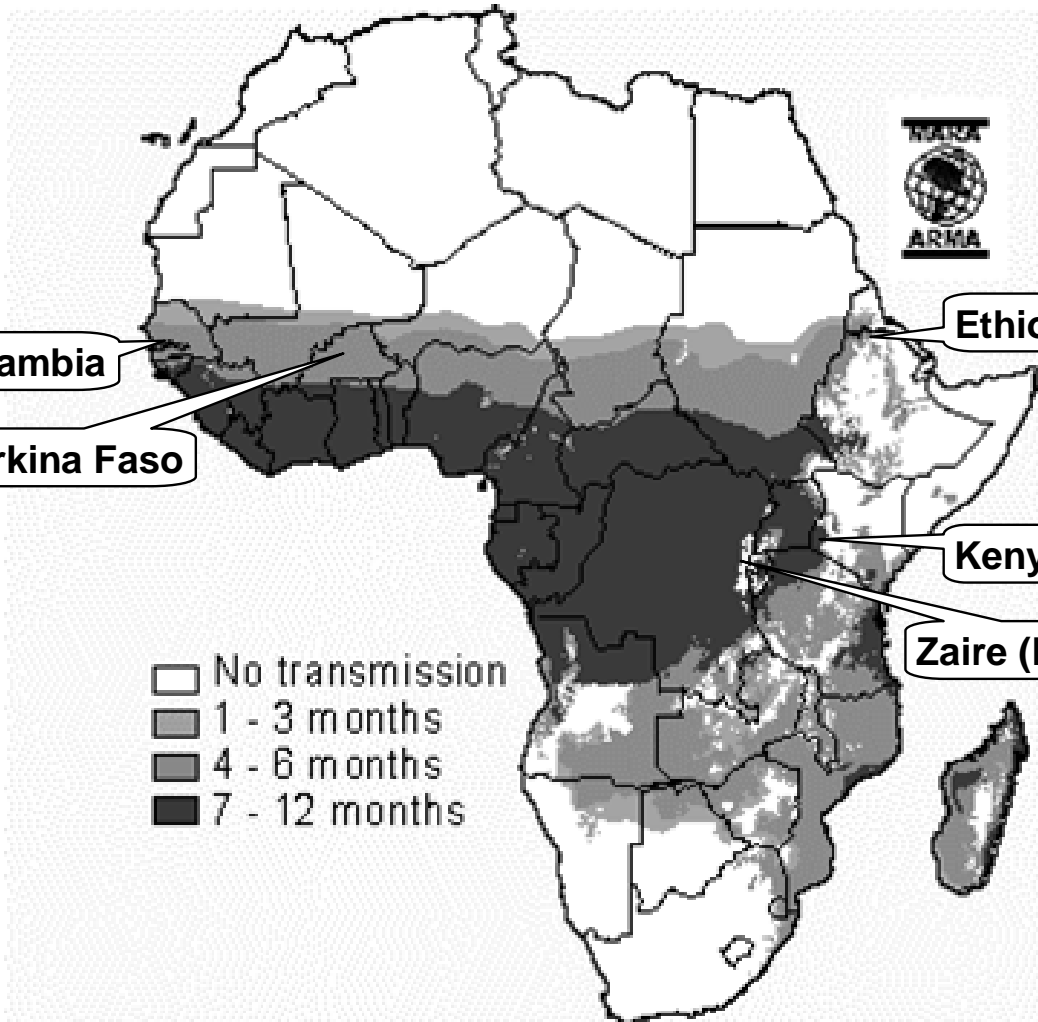 MARA
ARMA
Ethio
ambia
rkina Faso
Keny
Zaire (
No transmission
1 - 3 months
4 - 6 months
7 - 12 months